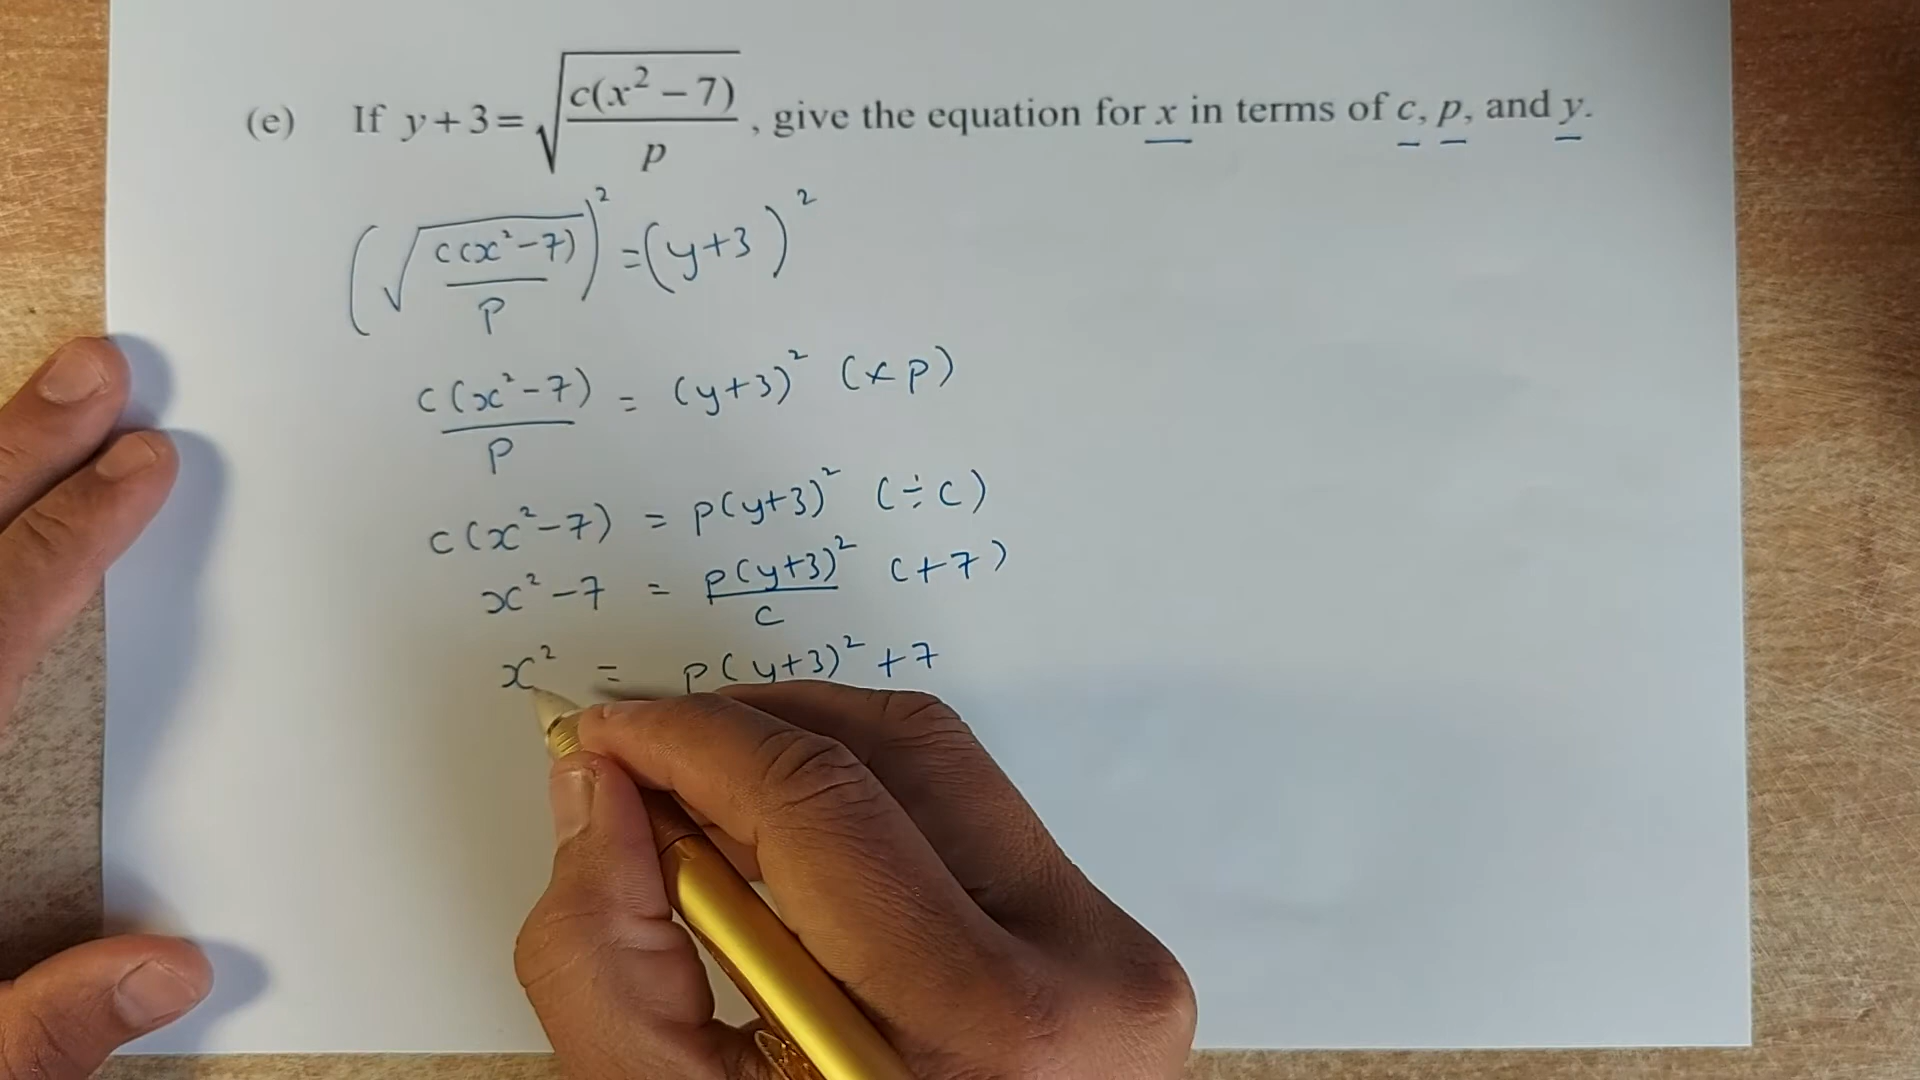 (e) If y+3=√(c(x²−7)/p), give the equation for x in terms of c, p, and y.
(√(c(x²−7)/p))² =(y+3)²
c(x²−7)/p = (y+3)² (×p)
c(x²−7) = p(y+3)² (÷c)
x²−7 = p(y+3)²/c (+7)
x² = p(y+3)² +7